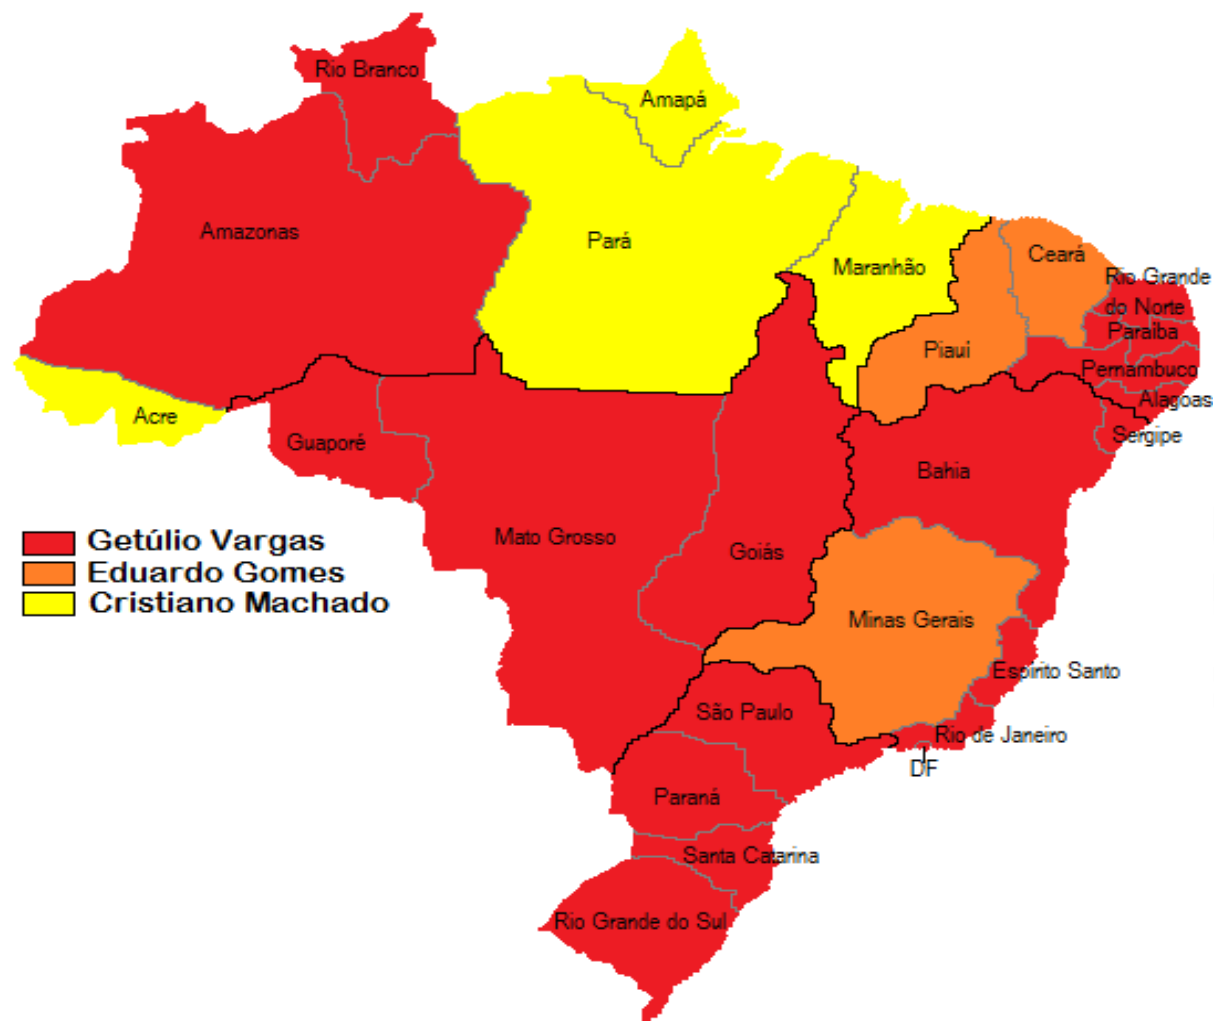 Rio Branco
Amapá
Amazonas
Pará
Maranhão
Ceará
Rio Grande
do Norte
Paraíba
Piauí
Pernambuco
Alagoas
Acre
Sergipe
Guaporé
Bahia
Mato Grosso
Goiás
Getúlio Vargas
Eduardo Gomes
Cristiano Machado
Minas Gerais
Espirito Santo
São Paulo
Rio de Janeiro
DF
Paraná
Santa Catarina
Rio Grande do Sul